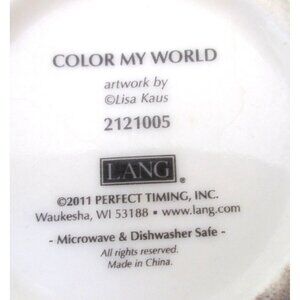 COLOR MY WORLD
artwork by
©Lisa Kaus
2121005
LANG®
©2011 PERFECT TIMING, INC.
Waukesha, WI 53188 ▪ www.lang.com
- Microwave & Dishwasher Safe -
All rights reserved.
Made in China.